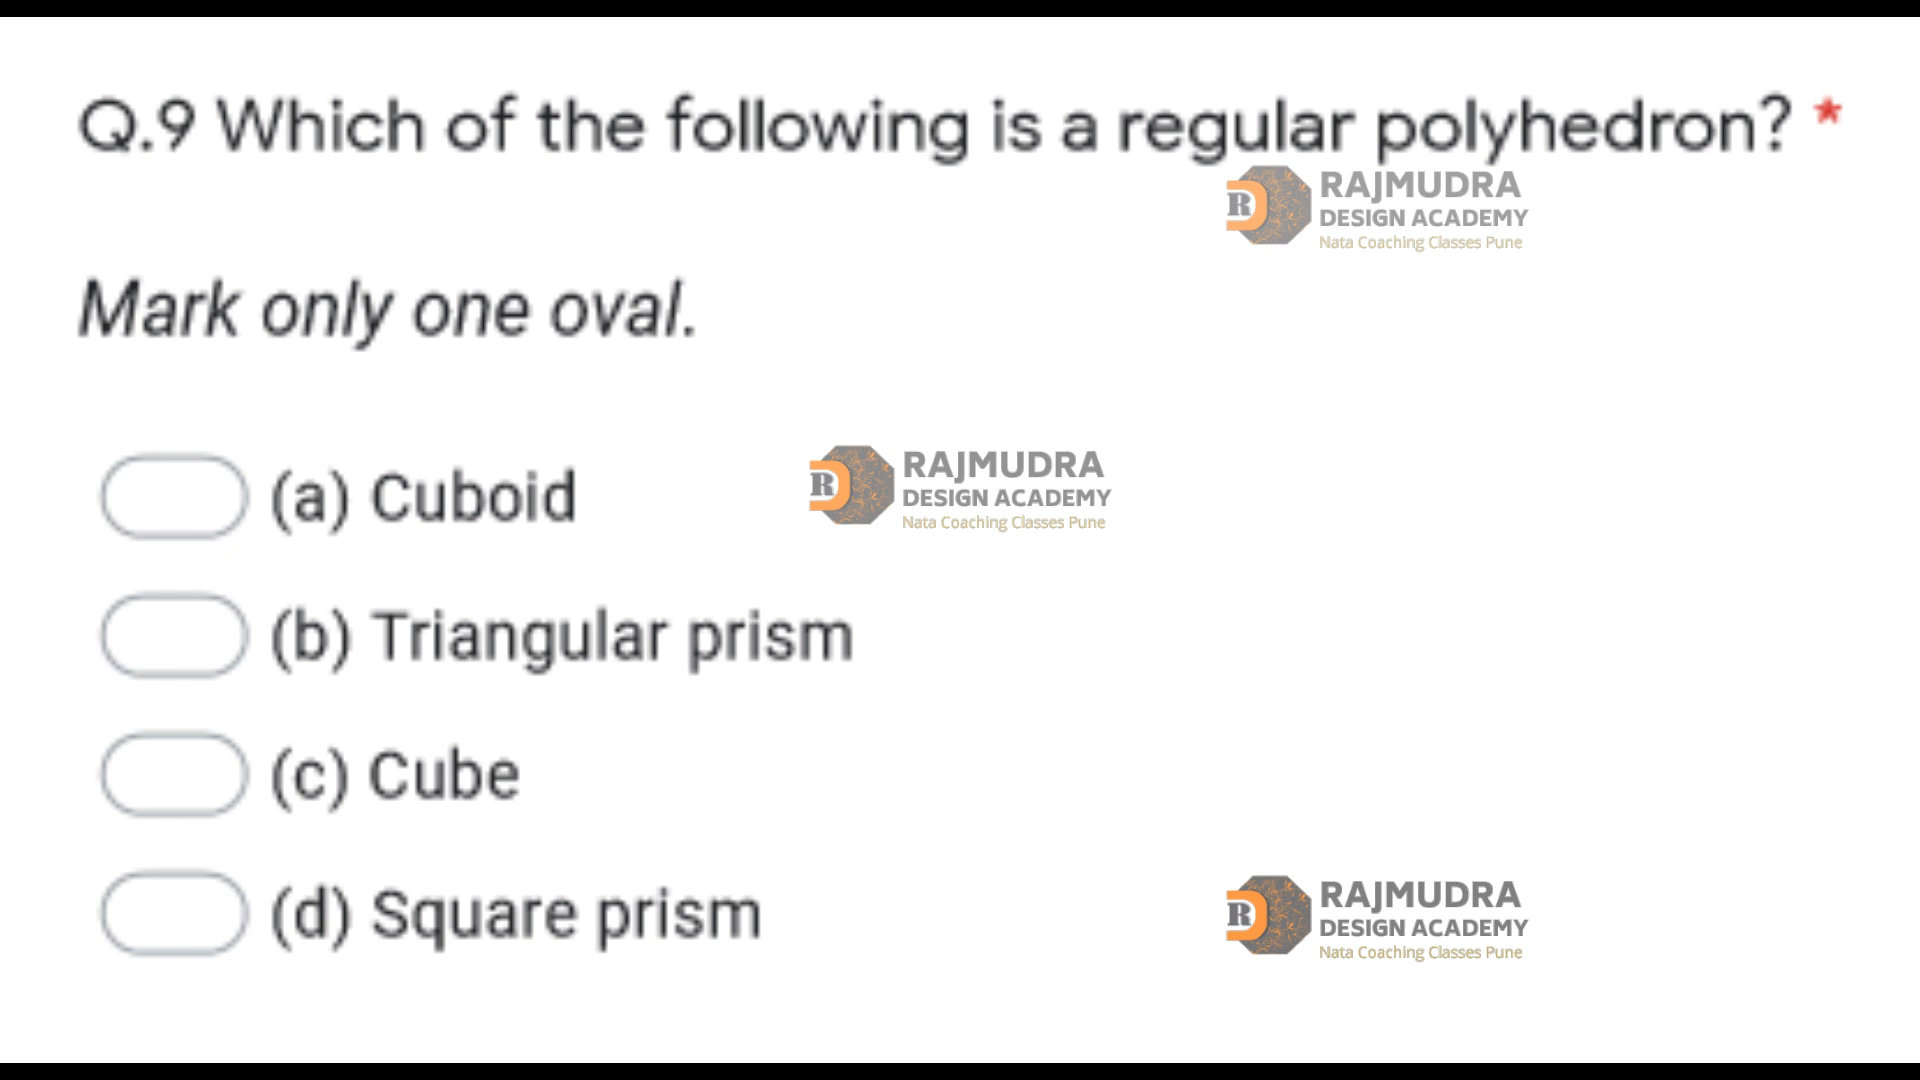 Q.9 Which of the following is a regular polyhedron? *
RAJMUDRA
DESIGN ACADEMY
Nata Coaching Classes Pune
Mark only one oval.
(a) Cuboid
R
RAJMUDRA
DESIGN ACADEMY
Nata Coaching Classes Pune
(b) Triangular prism
(c) Cube
(d) Square prism
R
RAJMUDRA
DESIGN ACADEMY
Nata Coaching Classes Pune